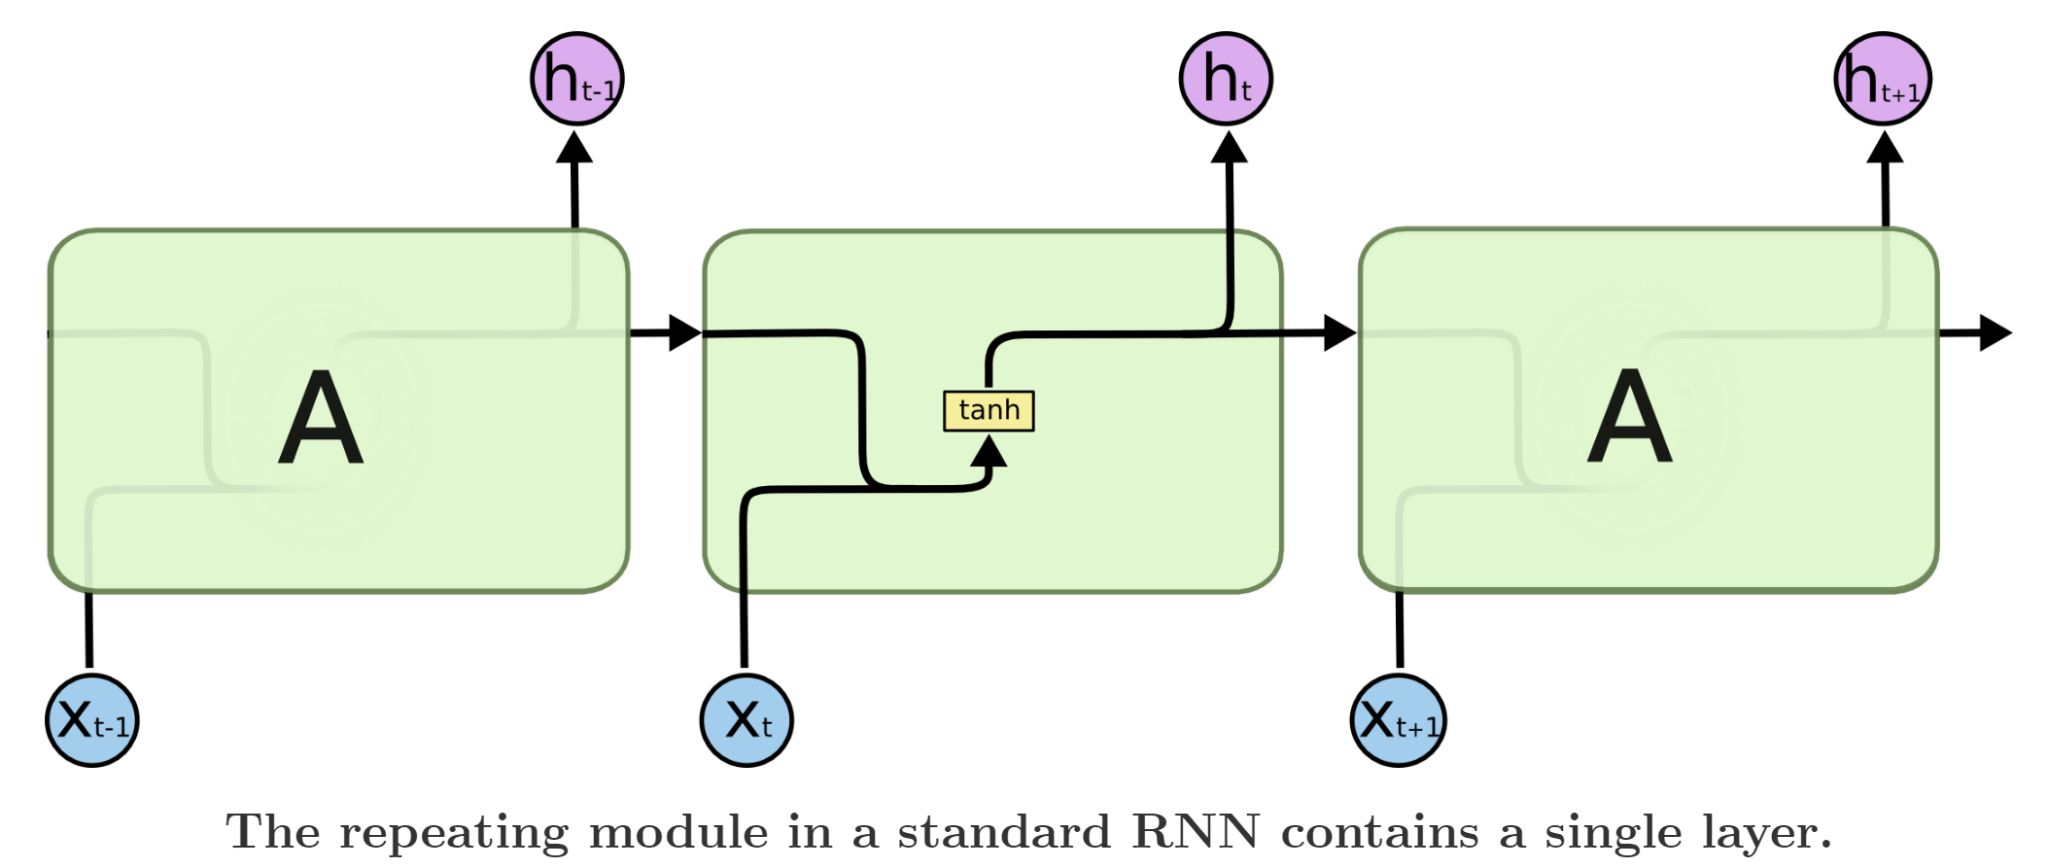 ht-1 ht ht+1
A tanh A
xt-1 xt xt+1
The repeating module in a standard RNN contains a single layer.